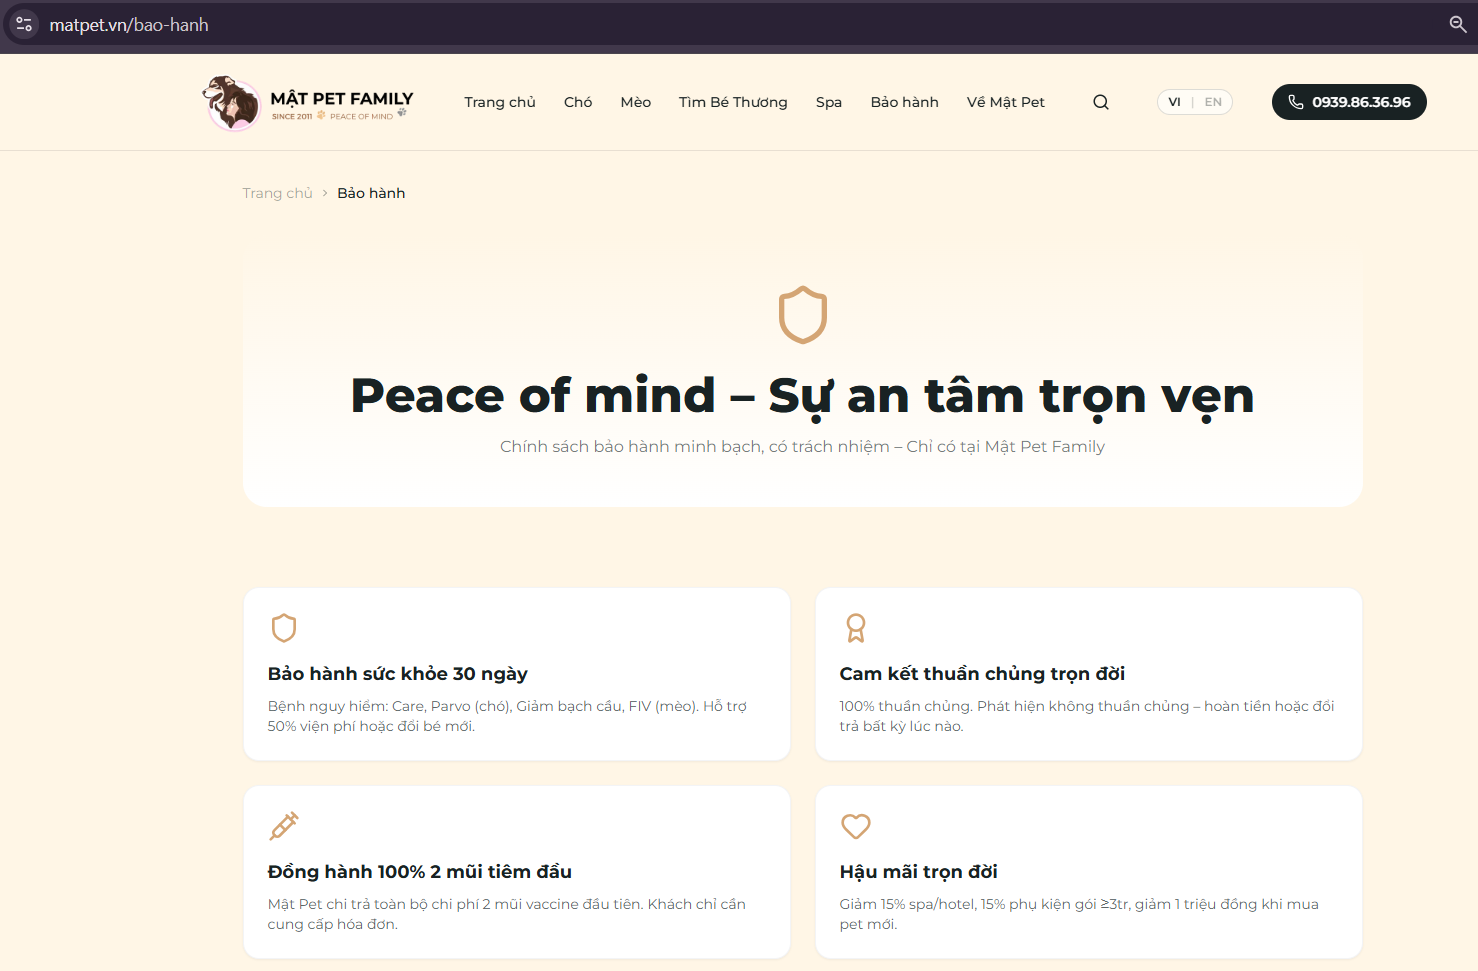 matpet.vn/bao-hanh
MẬT PET FAMILY
SINCE 2011 PEACE OF MIND
Trang chủ
Chó
Mèo
Tìm Bé Thương
Spa
Bảo hành
Về Mật Pet
VI | EN
0939.86.36.96
Trang chủ > Bảo hành
Peace of mind – Sự an tâm trọn vẹn
Chính sách bảo hành minh bạch, có trách nhiệm – Chỉ có tại Mật Pet Family
Bảo hành sức khỏe 30 ngày
Bệnh nguy hiểm: Care, Parvo (chó), Giảm bạch cầu, FIV (mèo). Hỗ trợ
50% viện phí hoặc đổi bé mới.
Cam kết thuần chủng trọn đời
100% thuần chủng. Phát hiện không thuần chủng – hoàn tiền hoặc đổi
trả bất kỳ lúc nào.
Đồng hành 100% 2 mũi tiêm đầu
Mật Pet chi trả toàn bộ chi phí 2 mũi vaccine đầu tiên. Khách chỉ cần
cung cấp hóa đơn.
Hậu mãi trọn đời
Giảm 15% spa/hotel, 15% phụ kiện gói ≥3tr, giảm 1 triệu đồng khi mua
pet mới.